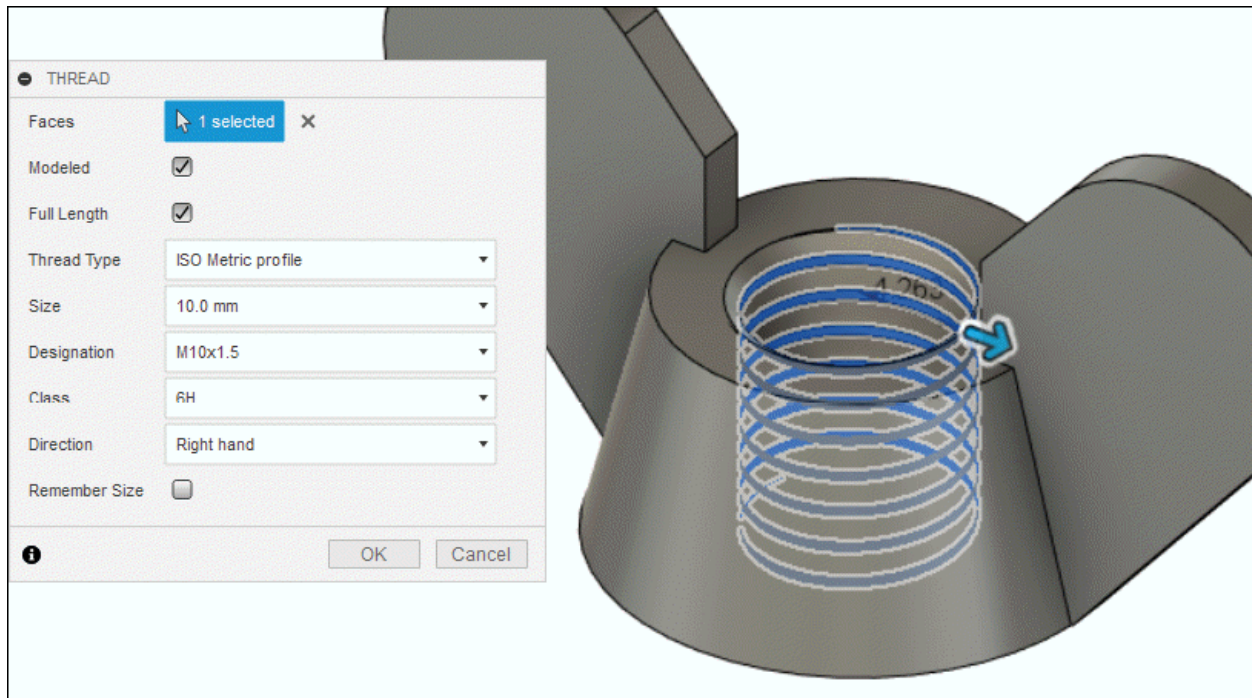 THREAD
Faces 1 selected
Modeled
Full Length
Thread Type ISO Metric profile
Size 10.0 mm
Designation M10x1.5
Class 6H
Direction Right hand
Remember Size
OK Cancel